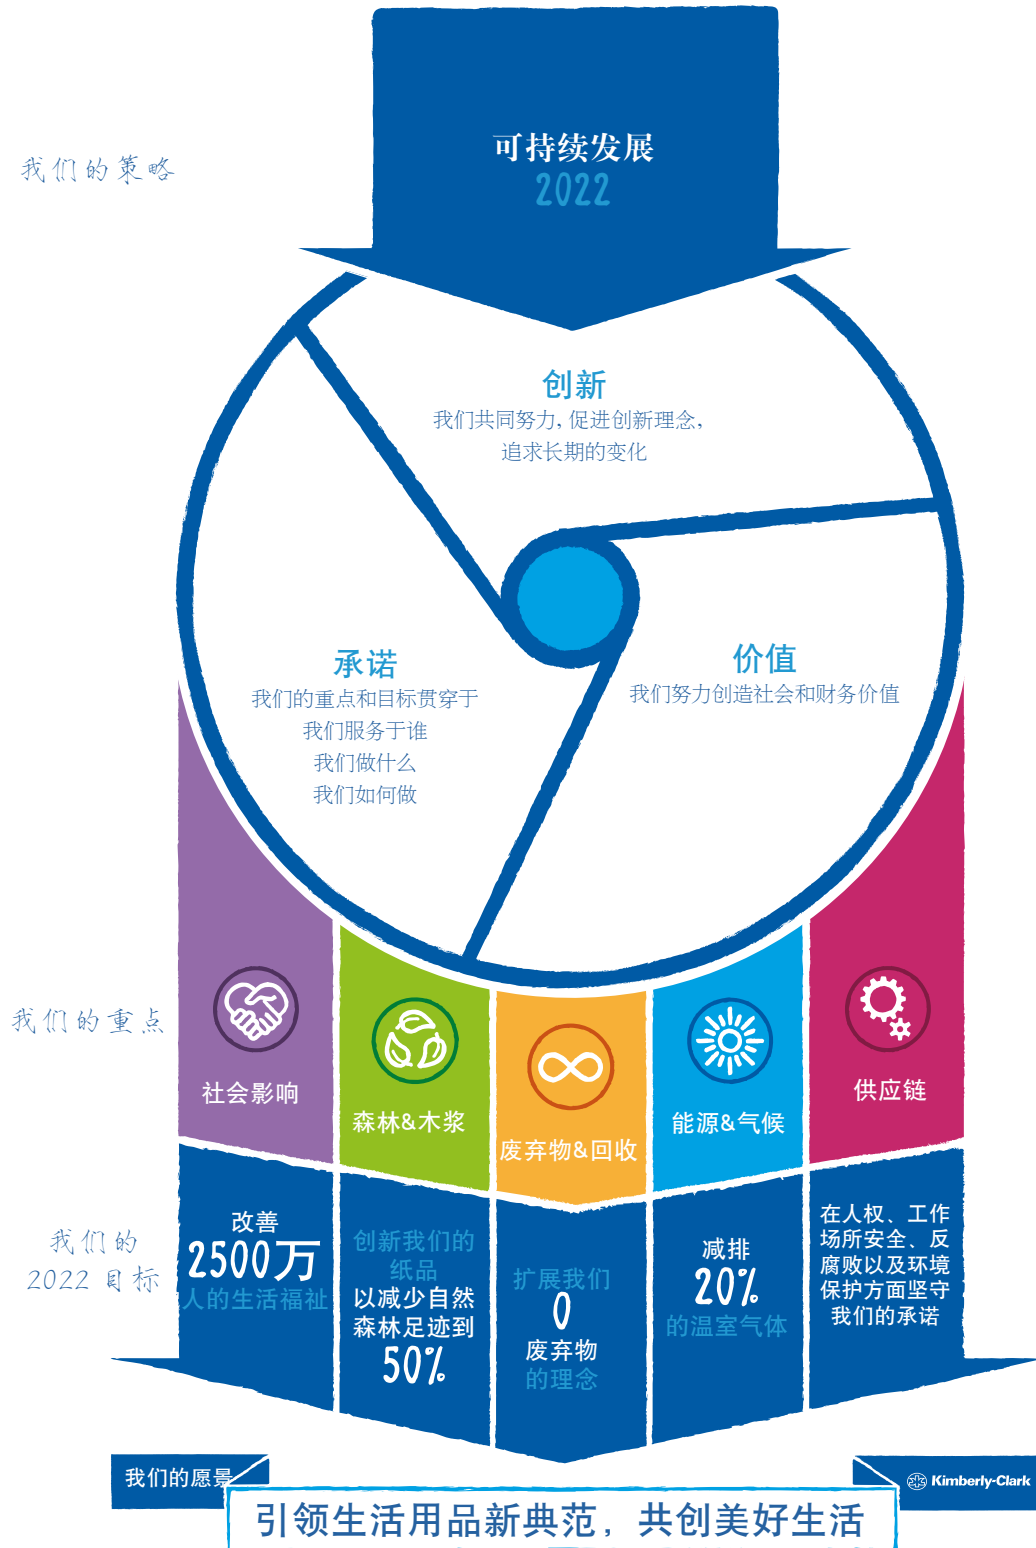 我们的策略
可持续发展
2022
创新
我们共同努力, 促进创新理念,
追求长期的变化
承诺
我们的重点和目标贯穿于
我们服务于谁
我们做什么
我们如何做
价值
我们努力创造社会和财务价值
我们的重点
社会影响
森林&木浆
废弃物&回收
能源&气候
供应链
我们的
2022 目标
改善
2500万
人的生活福祉
创新我们的
纸品
以减少自然
森林足迹到
50%
扩展我们
0
废弃物
的理念
减排
20%
的温室气体
在人权、工作
场所安全、反
腐败以及环境
保护方面坚守
我们的承诺
我们的愿景
Kimberly-Clark
引领生活用品新典范，共创美好生活